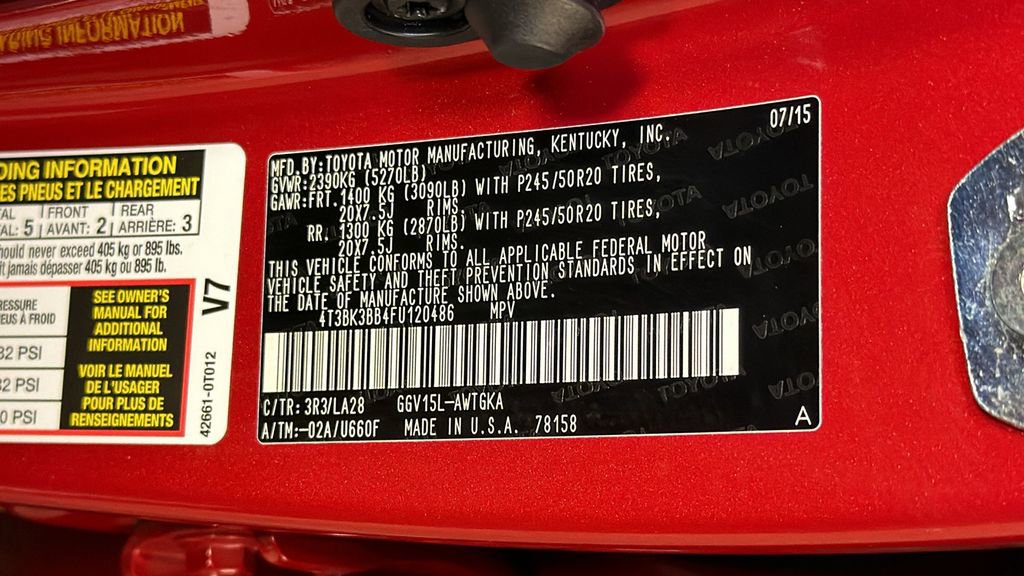 DING INFORMATION
ES PNEUS ET LE CHARGEMENT
AL: 5 | FRONT AVANT: 2 | REAR ARRIÈRE: 3
hould never exceed 405 kg or 895 lbs.
it jamais dépasser 405 kg ou 895 lb.
ESSURE
EUS À FROID
32 PSI
32 PSI
0 PSI
SEE OWNER'S
MANUAL FOR
ADDITIONAL
INFORMATION
VOIR LE MANUEL
DE L'USAGER
POUR PLUS DE
RENSEIGNEMENTS
V7
42661-0T012
07/15
MFD.BY:TOYOTA MOTOR MANUFACTURING, KENTUCKY, INC.
GVWR:2390KG (5270LB)
GAWR:FRT. 1400 KG (3090LB) WITH P245/50R20 TIRES,
20X7.5J RIMS.
RR. 1300 KG (2870LB) WITH P245/50R20 TIRES,
20X7.5J RIMS.
THIS VEHICLE CONFORMS TO ALL APPLICABLE FEDERAL MOTOR
VEHICLE SAFETY AND THEFT PREVENTION STANDARDS IN EFFECT ON
THE DATE OF MANUFACTURE SHOWN ABOVE.
4T3BK3BB4FU120486 MPV
C/TR: 3R3/LA28 GGV15L-AWTGKA
A/TM:-02A/U660F MADE IN U.S.A. 78158
A